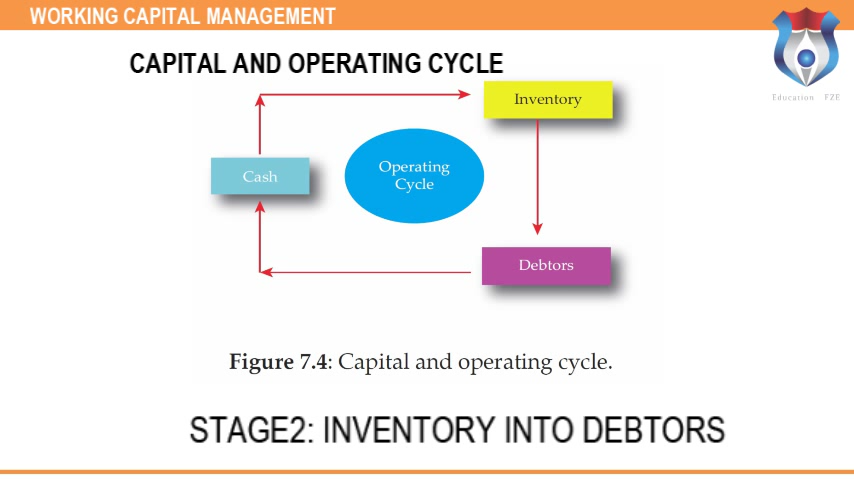 WORKING CAPITAL MANAGEMENT
CAPITAL AND OPERATING CYCLE
Inventory
Operating
Cycle
Cash
Debtors
Figure 7.4: Capital and operating cycle.
STAGE2: INVENTORY INTO DEBTORS
Education FZE